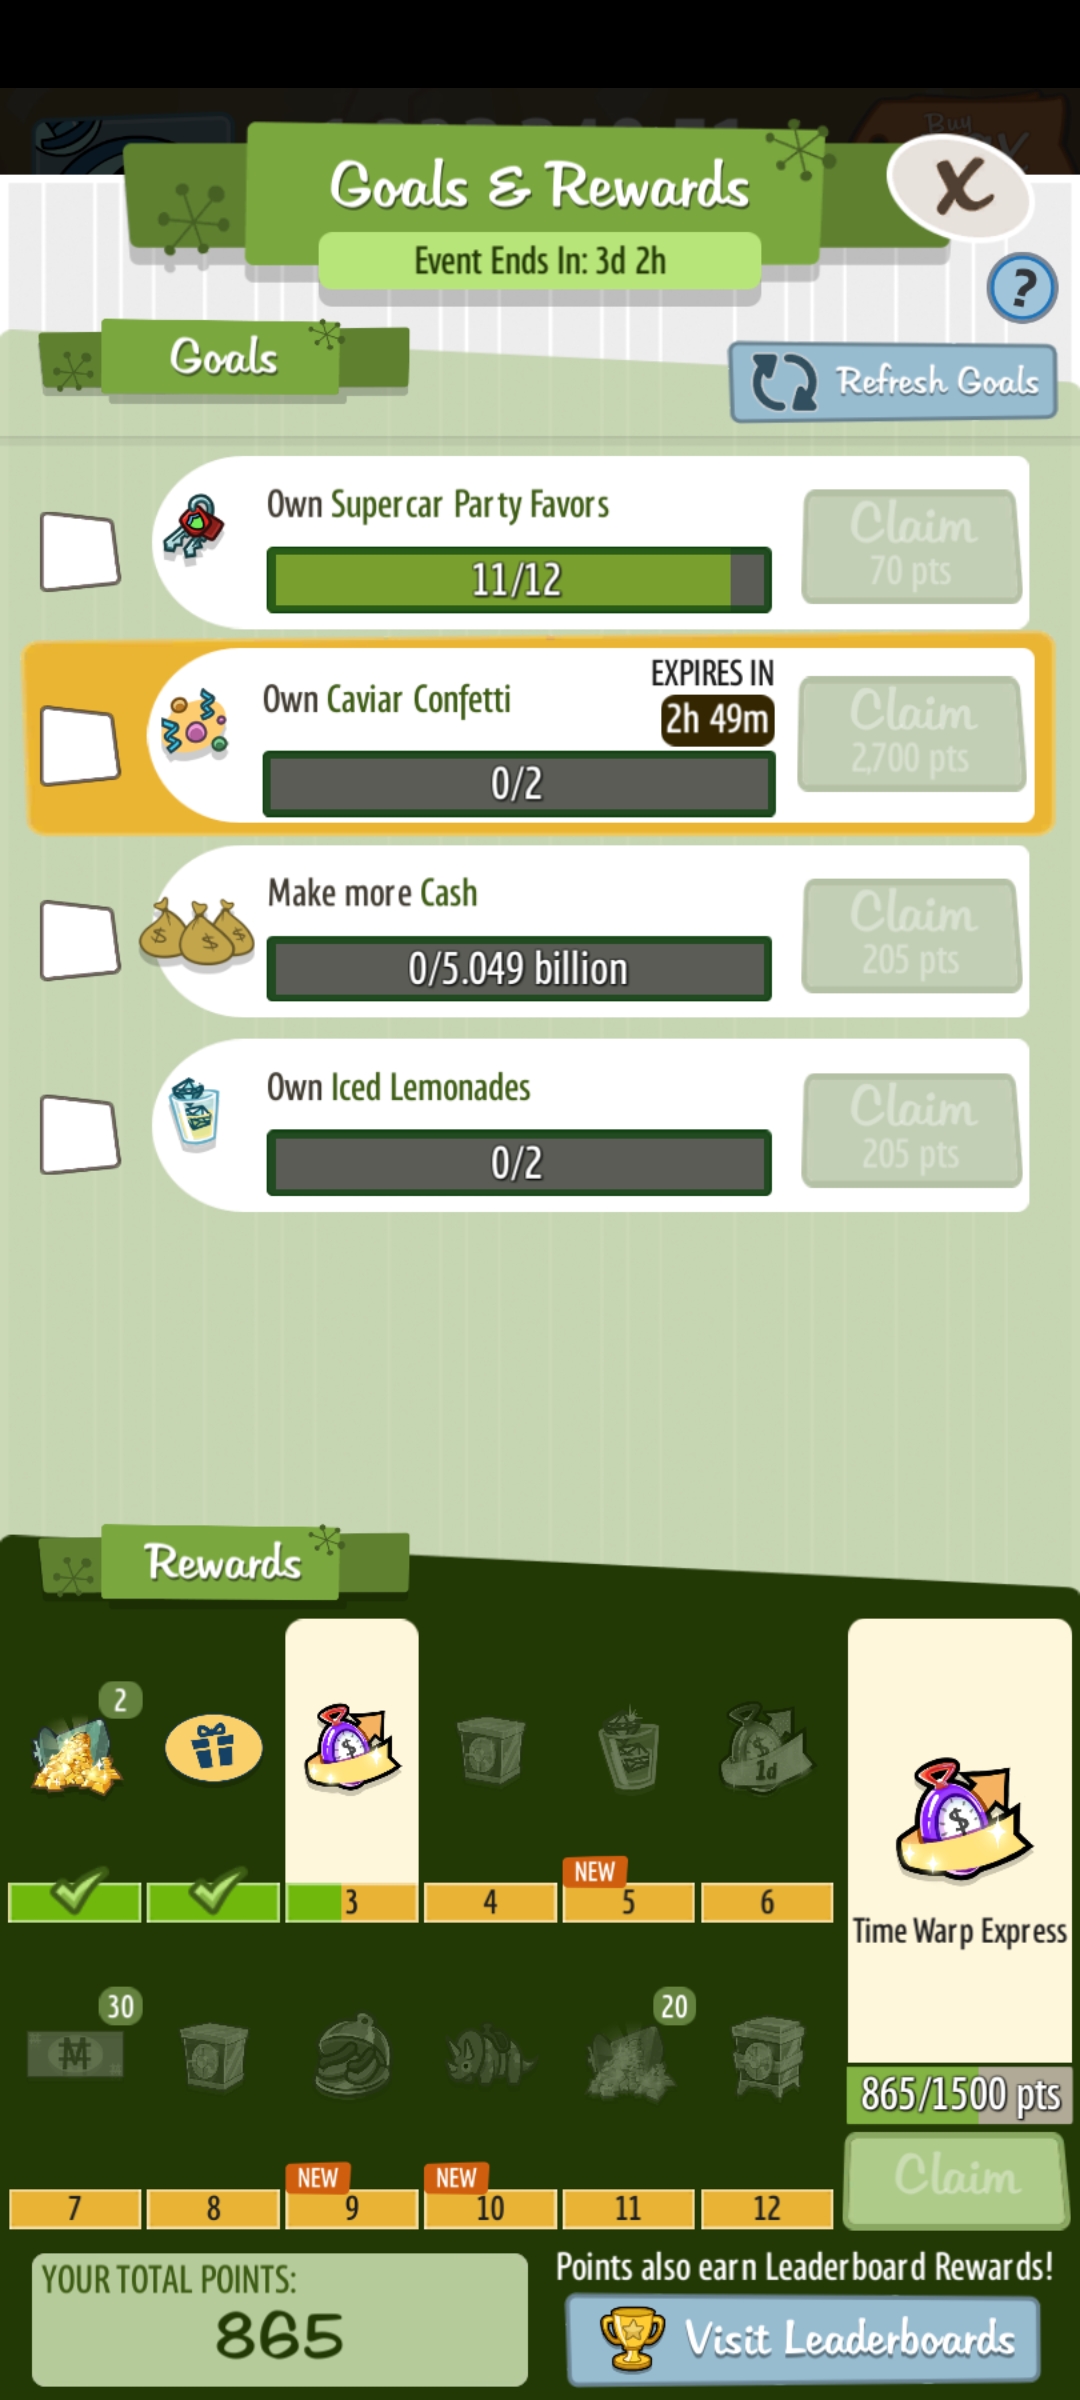 Buy
Goals & Rewards
X
Event Ends In: 3d 2h
?
Goals
Refresh Goals
Own Supercar Party Favors
11/12
Claim
70 pts
EXPIRES IN
Own Caviar Confetti
2h 49m
0/2
Claim
2,700 pts
Make more Cash
0/5.049 billion
Claim
205 pts
Own Iced Lemonades
0/2
Claim
205 pts
Rewards
2
1d
NEW
3
4
5
6
Time Warp Express
30
20
865/1500 pts
NEW
NEW
Claim
7
8
9
10
11
12
YOUR TOTAL POINTS:
865
Points also earn Leaderboard Rewards!
Visit Leaderboards